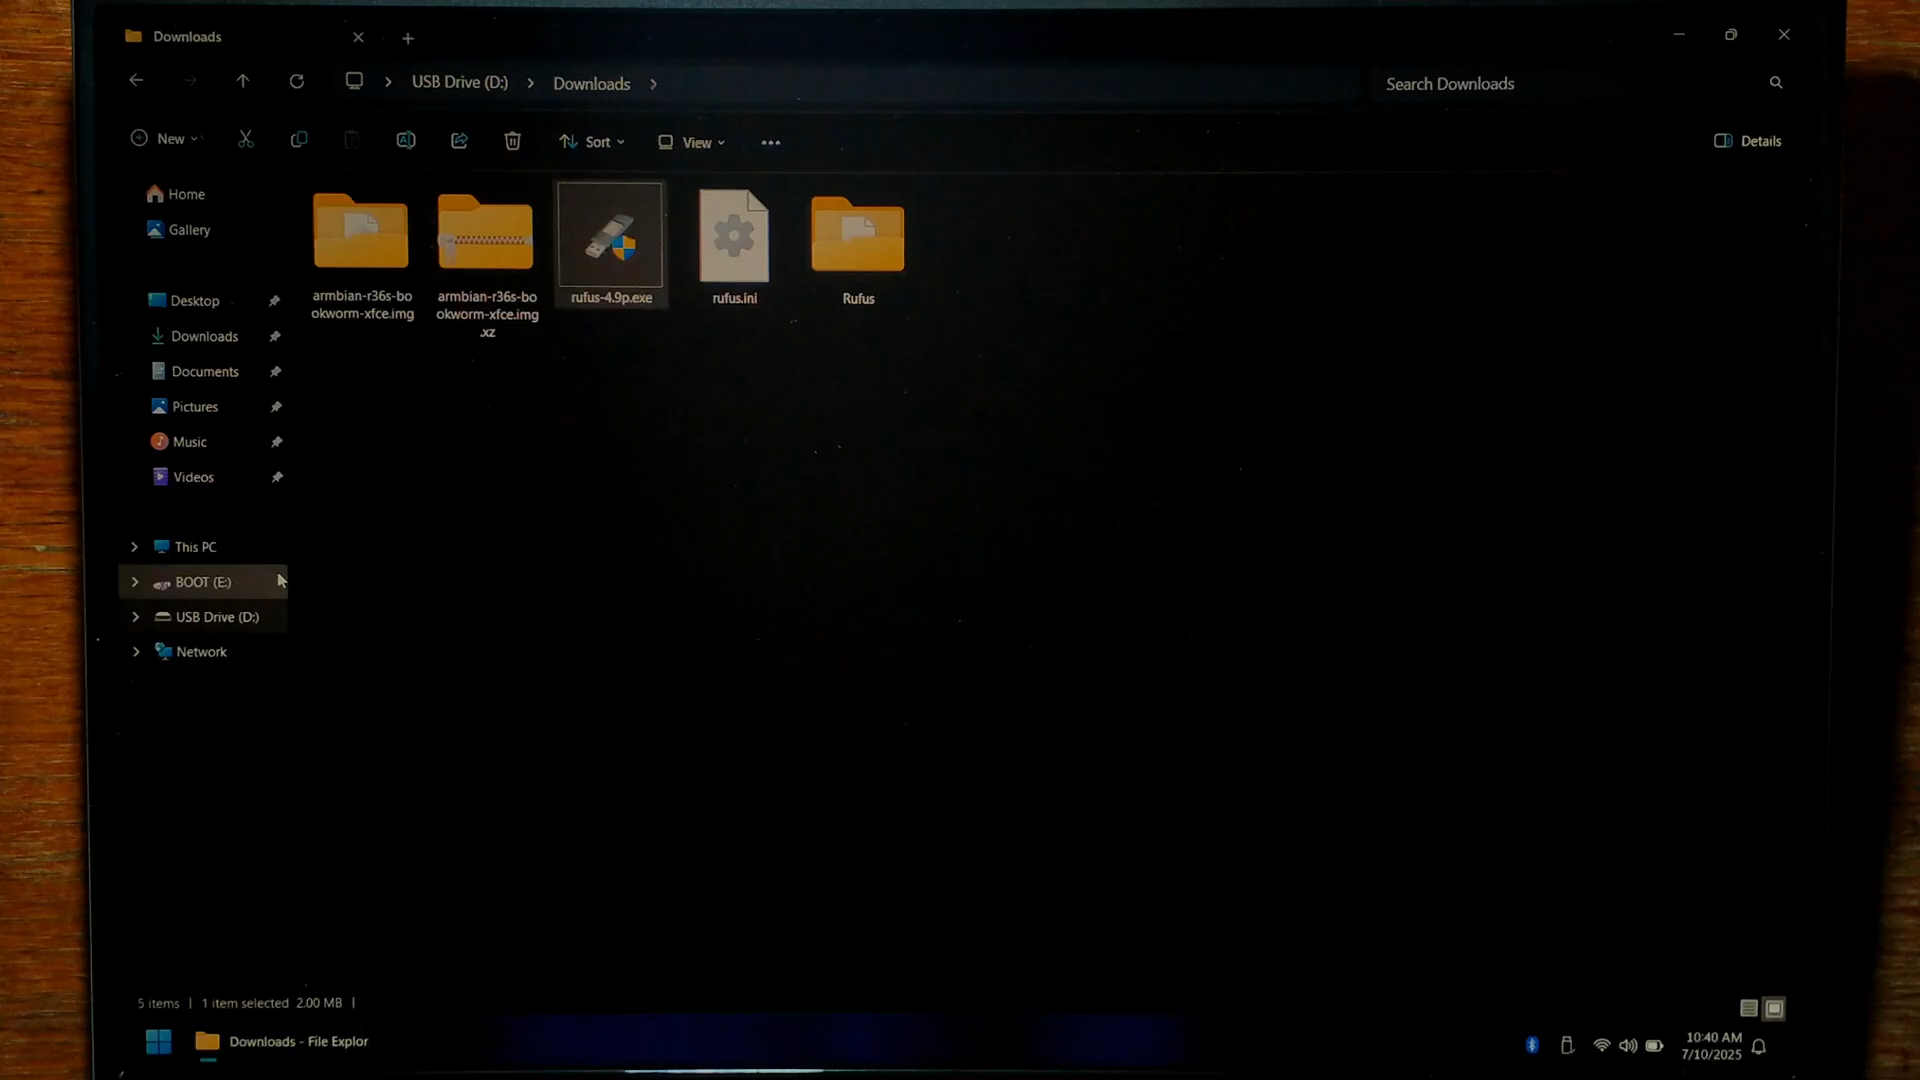 Downloads
USB Drive (D:)
Downloads
Search Downloads
New
Sort
View
Details
Home
Gallery
Desktop
Downloads
Documents
Pictures
Music
Videos
This PC
BOOT (E:)
USB Drive (D:)
Network
armbian-r36s-bo
okworm-xfce.img
armbian-r36s-bo
okworm-xfce.img
.xz
rufus-4.9p.exe
rufus.ini
Rufus
5 items | 1 item selected 2.00 MB |
Downloads - File Explor
10:40 AM
7/10/2025